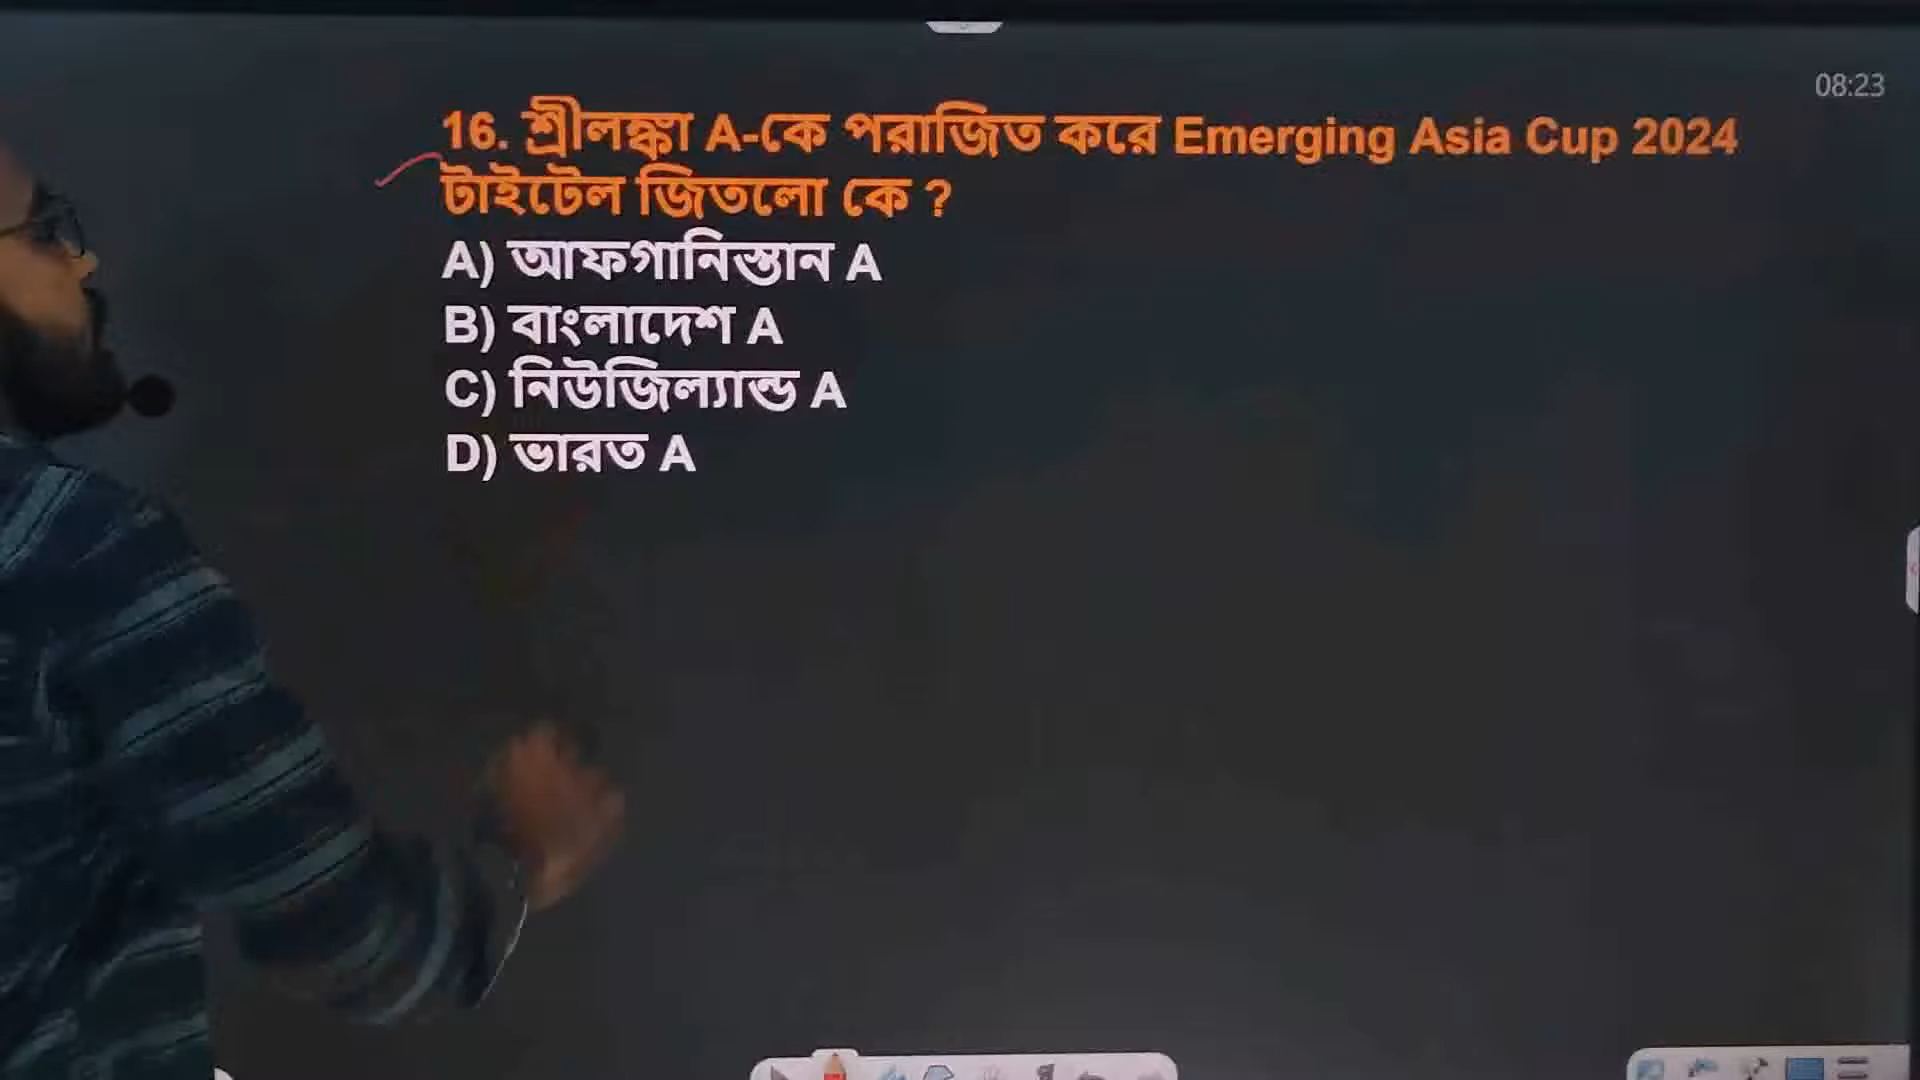 08:23
16. শ্রীলঙ্কা A-কে পরাজিত করে Emerging Asia Cup 2024
টাইটেল জিতলো কে ?
A) আফগানিস্তান A
B) বাংলাদেশ A
C) নিউজিল্যান্ড A
D) ভারত A